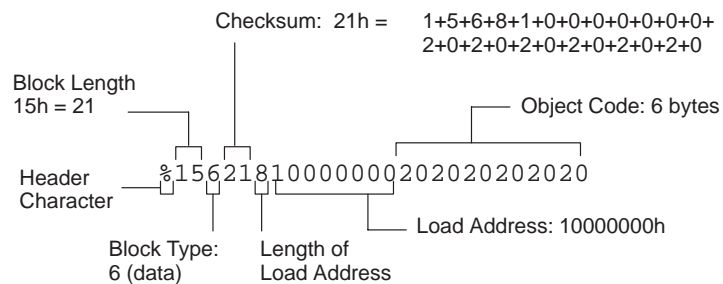 Checksum: 21h = 1+5+6+8+1+0+0+0+0+0+0+0+
2+0+2+0+2+0+2+0+2+0+2+0
Block Length
15h = 21
Object Code: 6 bytes
%15621810000000202020202020
Header
Character
Load Address: 10000000h
Block Type:
6 (data)
Length of
Load Address